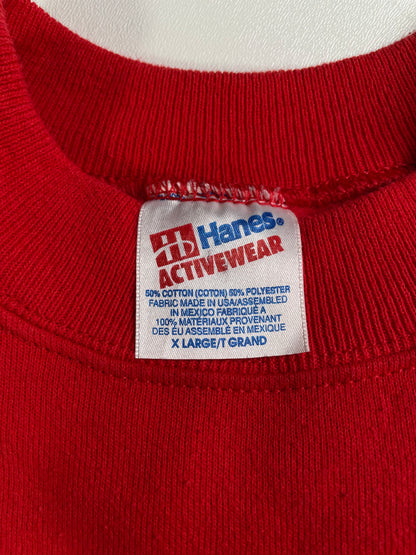 Hb Hanes®
ACTIVEWEAR
50% COTTON (COTON) 50% POLYESTER
FABRIC MADE IN USA/ASSEMBLED
IN MEXICO FABRIQUÉ A
100% MATÉRIAUX PROVENANT
DES ÉU ASSEMBLÉ EN MEXIQUE
X LARGE/T GRAND